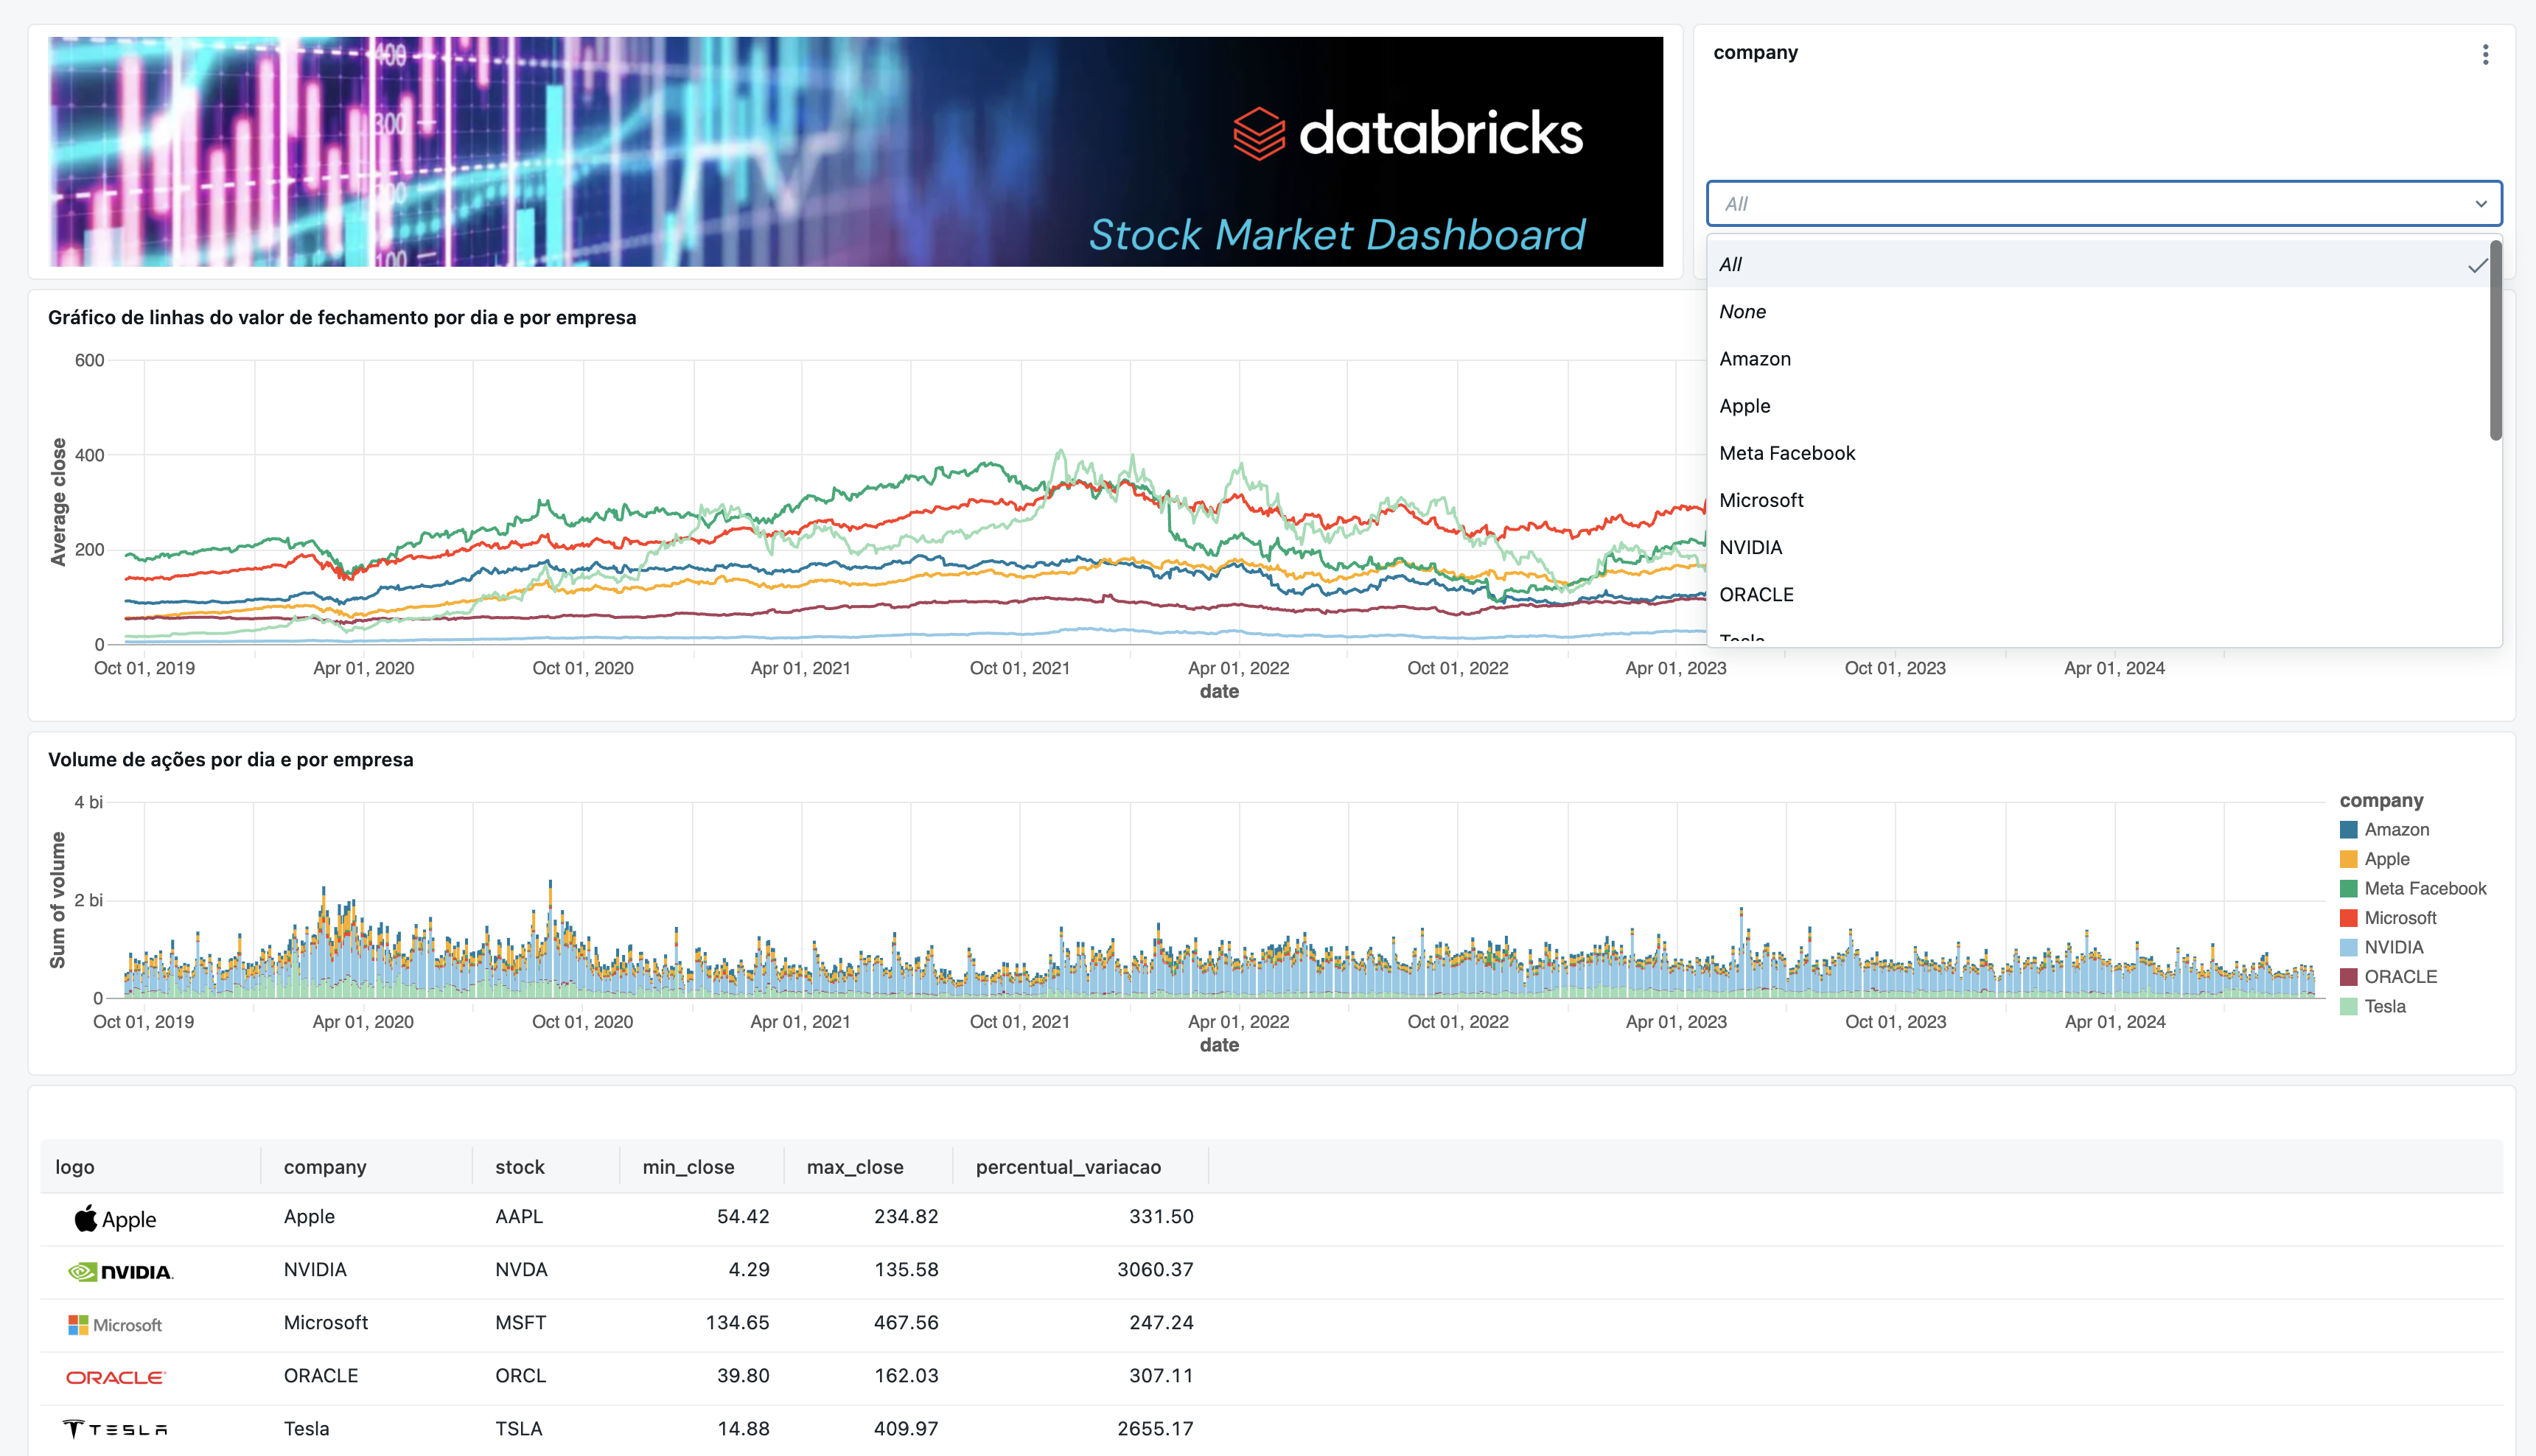 400
300
200
100
databricks
Stock Market Dashboard
company
All
All
None
Amazon
Apple
Meta Facebook
Microsoft
NVIDIA
ORACLE
Tesla
Gráfico de linhas do valor de fechamento por dia e por empresa
600
400
200
0
Average close
Oct 01, 2019 Apr 01, 2020 Oct 01, 2020 Apr 01, 2021 Oct 01, 2021 Apr 01, 2022 Oct 01, 2022 Apr 01, 2023 Oct 01, 2023 Apr 01, 2024
date
Volume de ações por dia e por empresa
4 bi
2 bi
0
Sum of volume
Oct 01, 2019 Apr 01, 2020 Oct 01, 2020 Apr 01, 2021 Oct 01, 2021 Apr 01, 2022 Oct 01, 2022 Apr 01, 2023 Oct 01, 2023 Apr 01, 2024
date
company
Amazon
Apple
Meta Facebook
Microsoft
NVIDIA
ORACLE
Tesla
logo company stock min_close max_close percentual_variacao
Apple Apple AAPL 54.42 234.82 331.50
NVIDIA. NVIDIA NVDA 4.29 135.58 3060.37
Microsoft Microsoft MSFT 134.65 467.56 247.24
ORACLE ORACLE ORCL 39.80 162.03 307.11
TESLA Tesla TSLA 14.88 409.97 2655.17